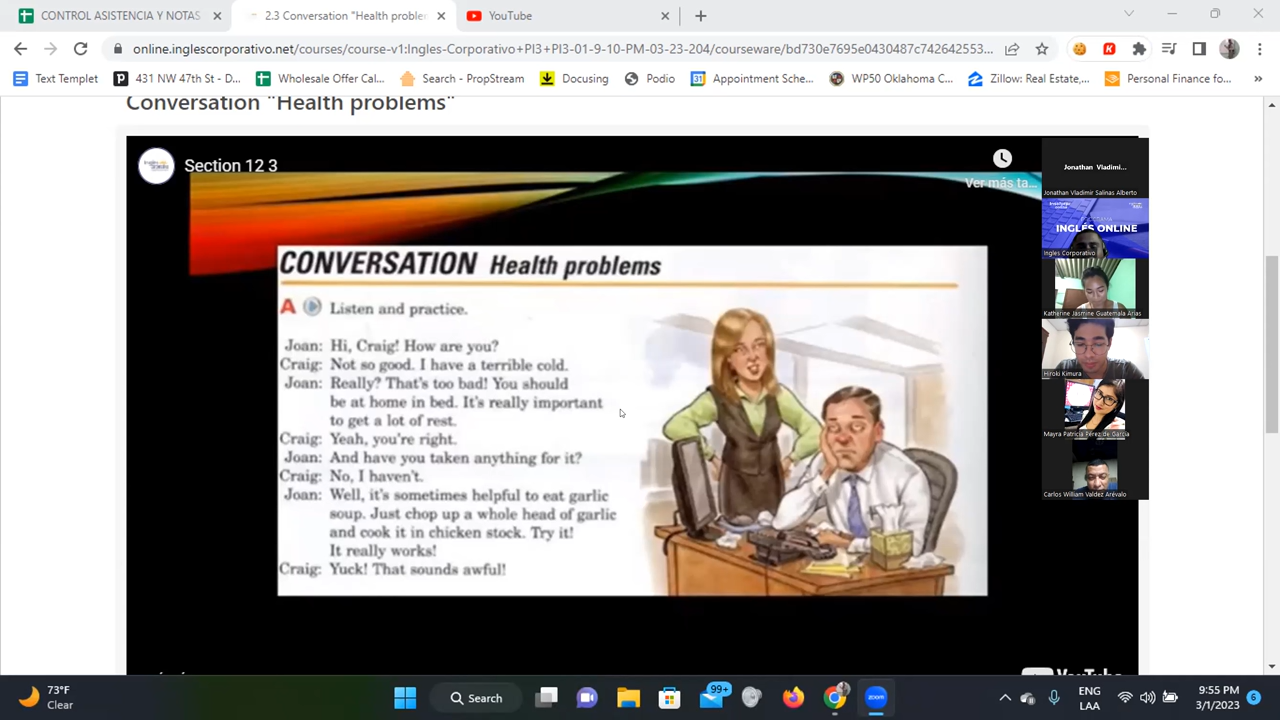 CONTROL ASISTENCIA Y NOTAS
2.3 Conversation "Health problem
YouTube
online.inglescorporativo.net/courses/course-v1:Ingles-Corporativo+PI3+PI3-01-9-10-PM-03-23-204/courseware/bd730e7695e0430487c742642553...
Text Templet
431 NW 47th St - D...
Wholesale Offer Cal...
Search - PropStream
Docusing
Podio
Appointment Sche...
WP50 Oklahoma C...
Zillow: Real Estate,...
Personal Finance fo...
Conversation "Health problems"
Section 12 3
Ver más ta...
CONVERSATION Health problems
A Listen and practice.
Joan: Hi, Craig! How are you?
Craig: Not so good. I have a terrible cold.
Joan: Really? That's too bad! You should
be at home in bed. It's really important
to get a lot of rest.
Craig: Yeah, you're right.
Joan: And have you taken anything for it?
Craig: No, I haven't.
Joan: Well, it's sometimes helpful to eat garlic
soup. Just chop up a whole head of garlic
and cook it in chicken stock. Try it!
It really works!
Craig: Yuck! That sounds awful!
Jonathan Vladimi...
Jonathan Vladimir Salinas Alberto
INGLES ONLINE
Ingles Corporativo
Katherine Jasmine Guatemala Arias
Hiroki Kimura
Mayra Patricia Pérez de Garcia
Carlos William Valdez Arévalo
YouTube
73°F
Clear
Search
99+
ENG
LAA
9:55 PM
3/1/2023
6